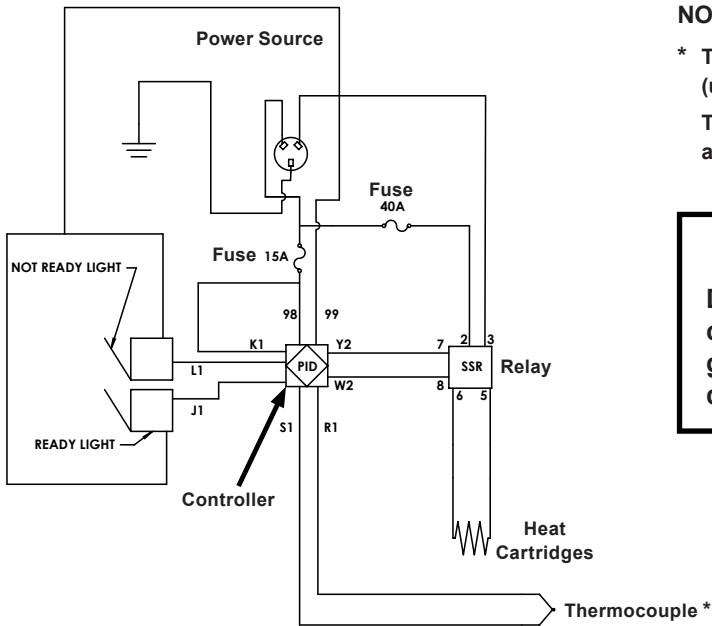 Power Source
Fuse
40A
Fuse 15A
NOT READY LIGHT
98 99
K1 Y2 7 2 3
L1 PID SSR Relay
W2 8 6 5
J1
S1 R1
READY LIGHT
Controller
Heat
Cartridges
Thermocouple *
NO
* T
(u
T
a
D
c
g
c